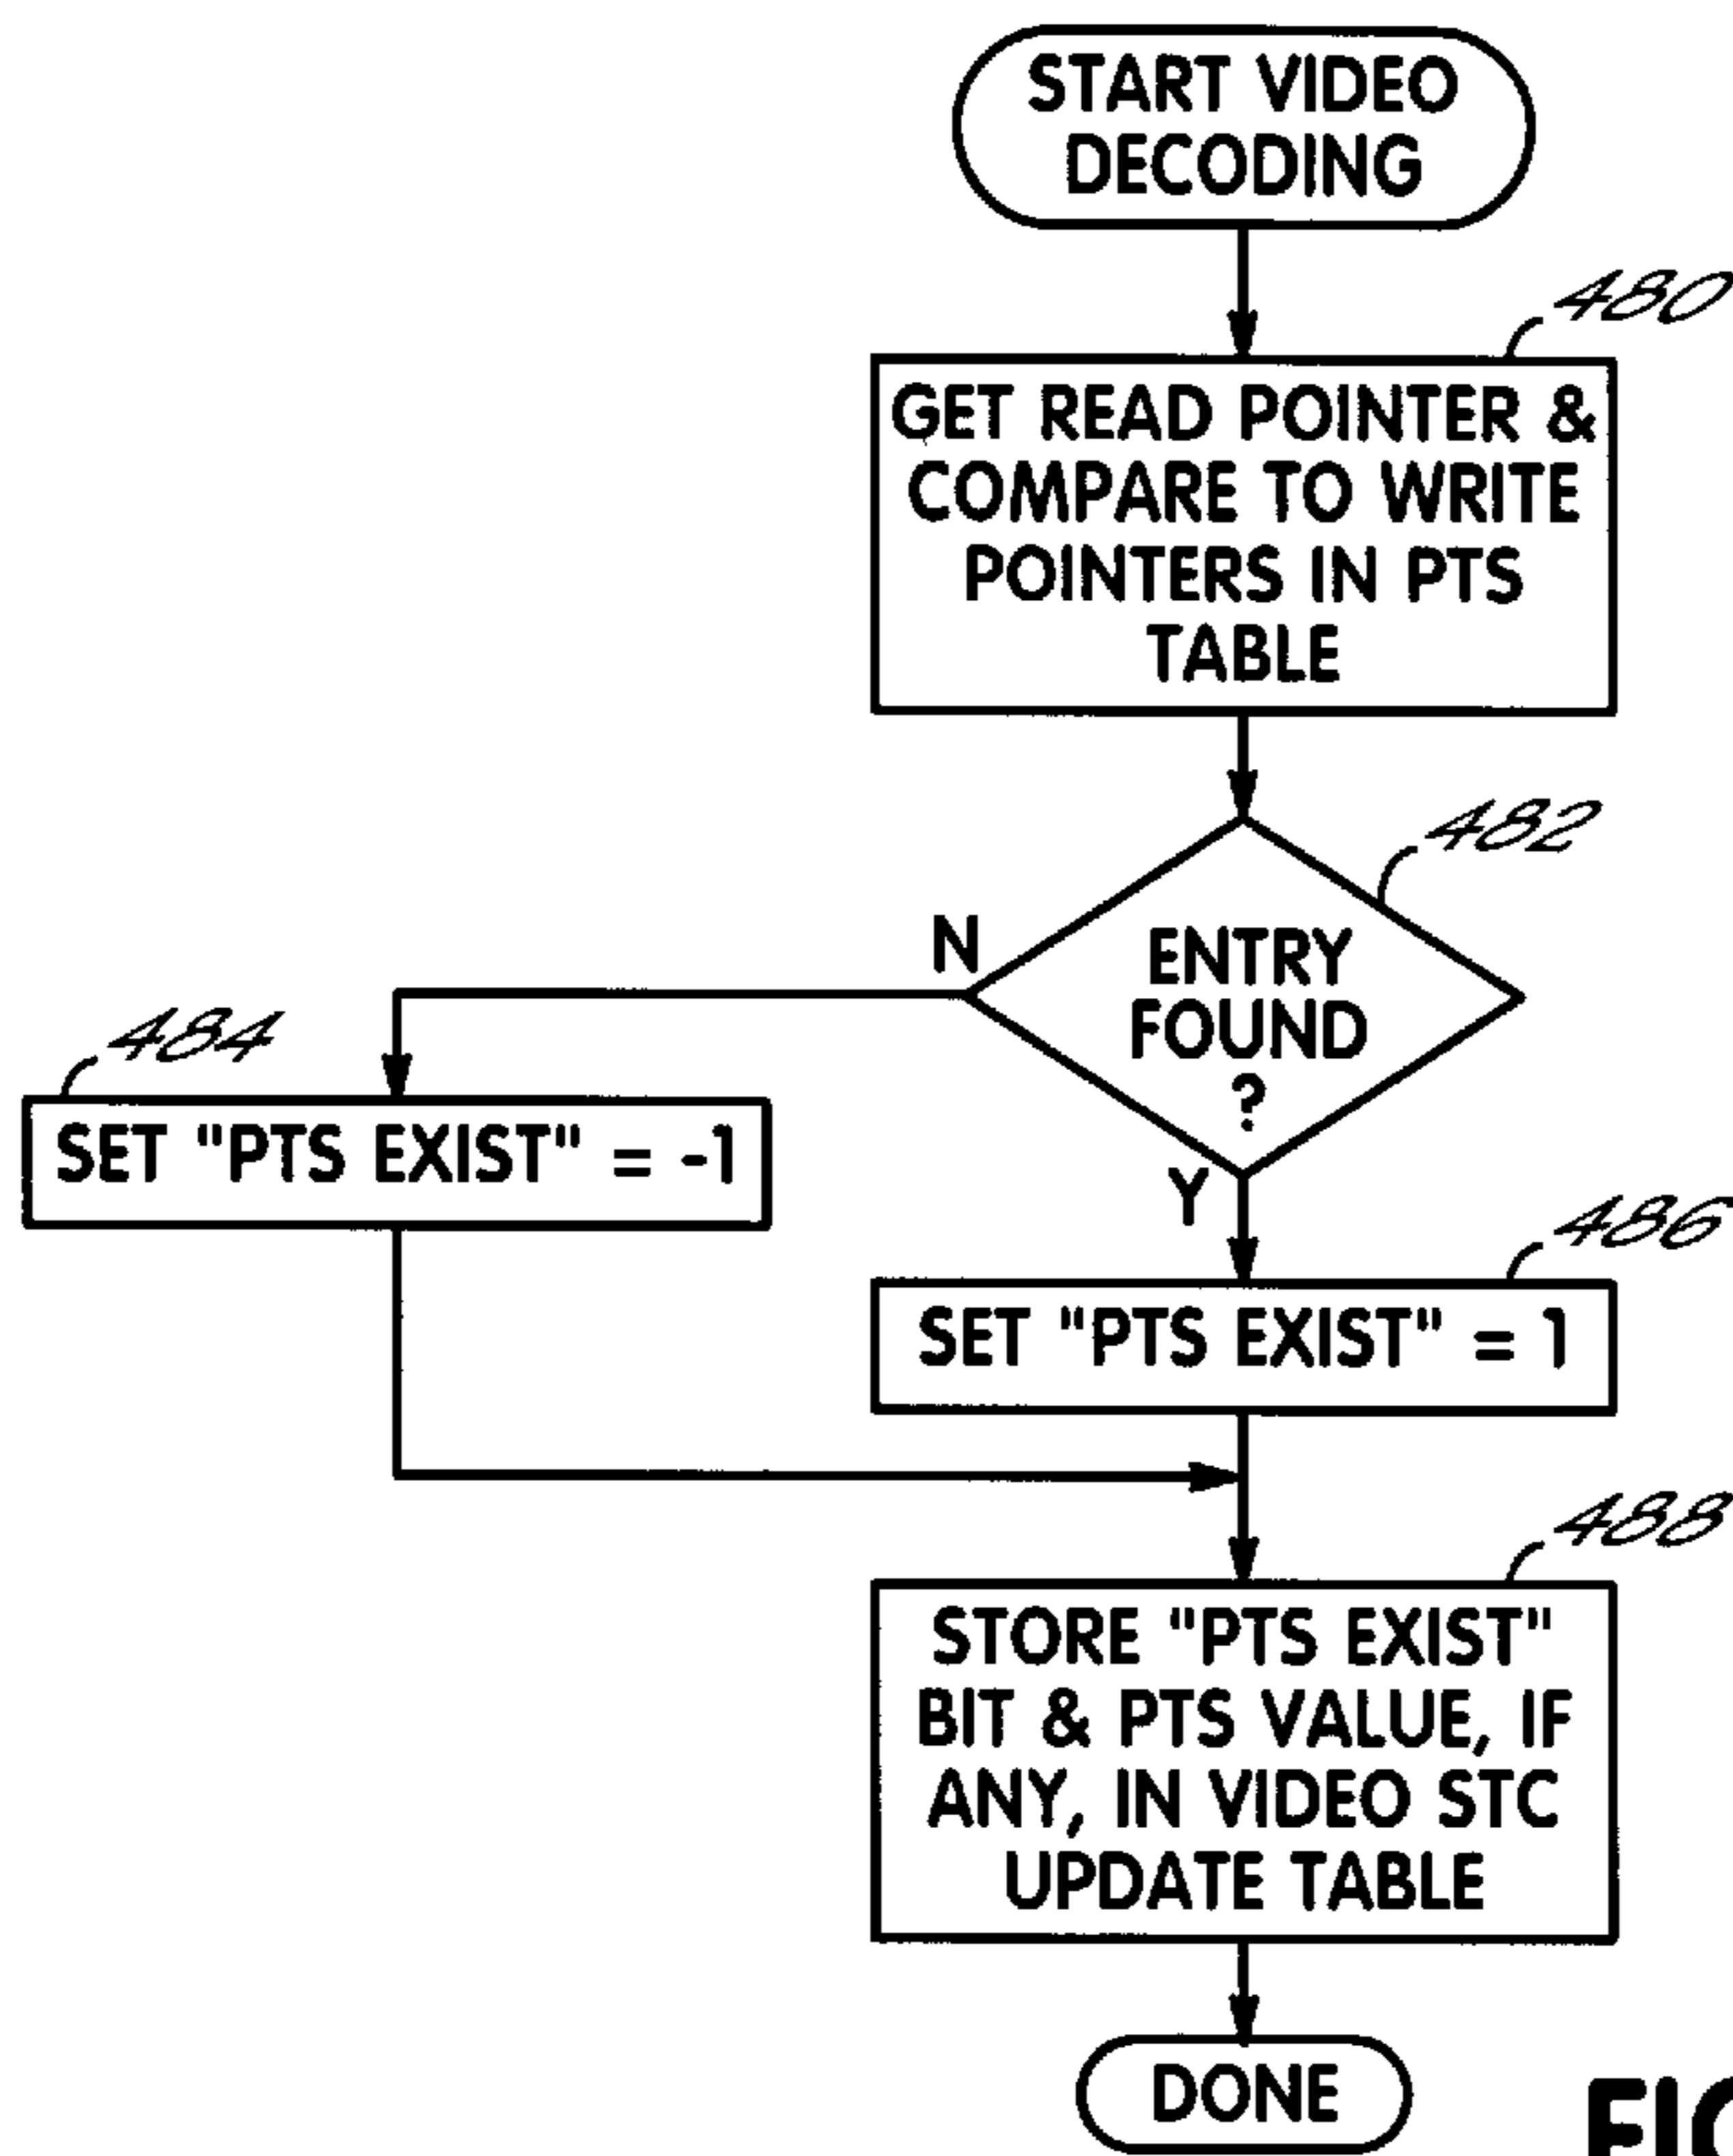 START VIDEO
DECODING
480
GET READ POINTER &
COMPARE TO WRITE
POINTERS IN PTS
TABLE
482
N
ENTRY
FOUND
?
484
SET "PTS EXIST" = -1
Y
486
SET "PTS EXIST" = 1
488
STORE "PTS EXIST"
BIT & PTS VALUE, IF
ANY, IN VIDEO STC
UPDATE TABLE
DONE